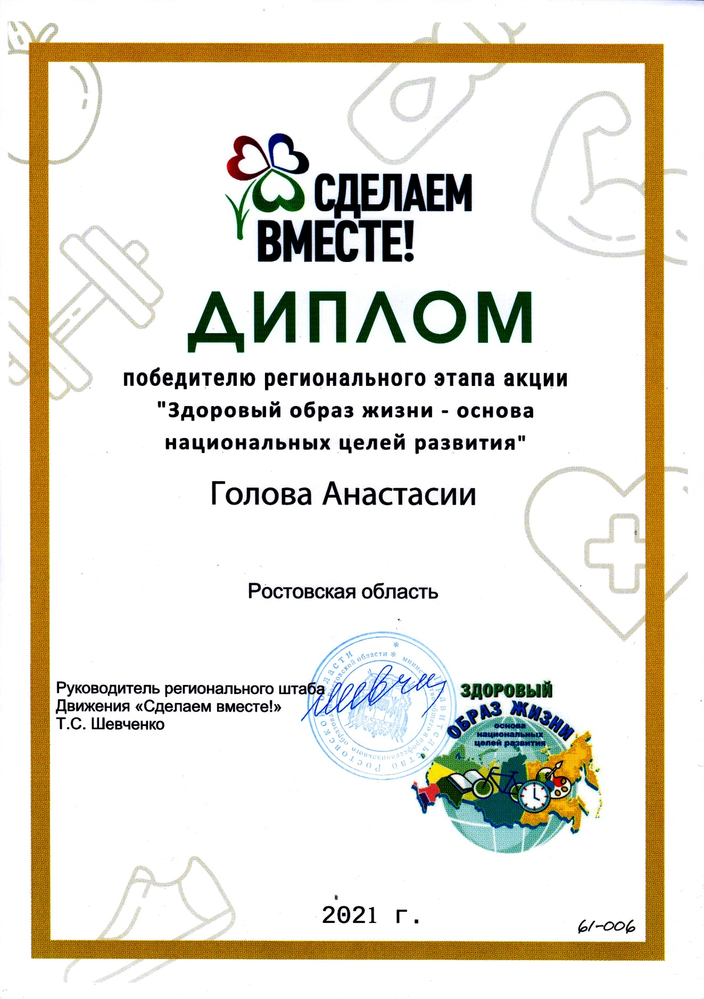 СДЕЛАЕМ
ВМЕСТЕ!
ДИПЛОМ
победителю регионального этапа акции
"Здоровый образ жизни - основа
национальных целей развития"
Голова Анастасии
Ростовская область
Руководитель регионального штаба
Движения «Сделаем вместе!»
Т.С. Шевченко
Правительство Ростовской области *
министерство общего и профессионального образования Ростовской области *
ЗДОРОВЫЙ
ОБРАЗ ЖИЗНИ
основа
национальных
целей развития
2021 г.
61-006